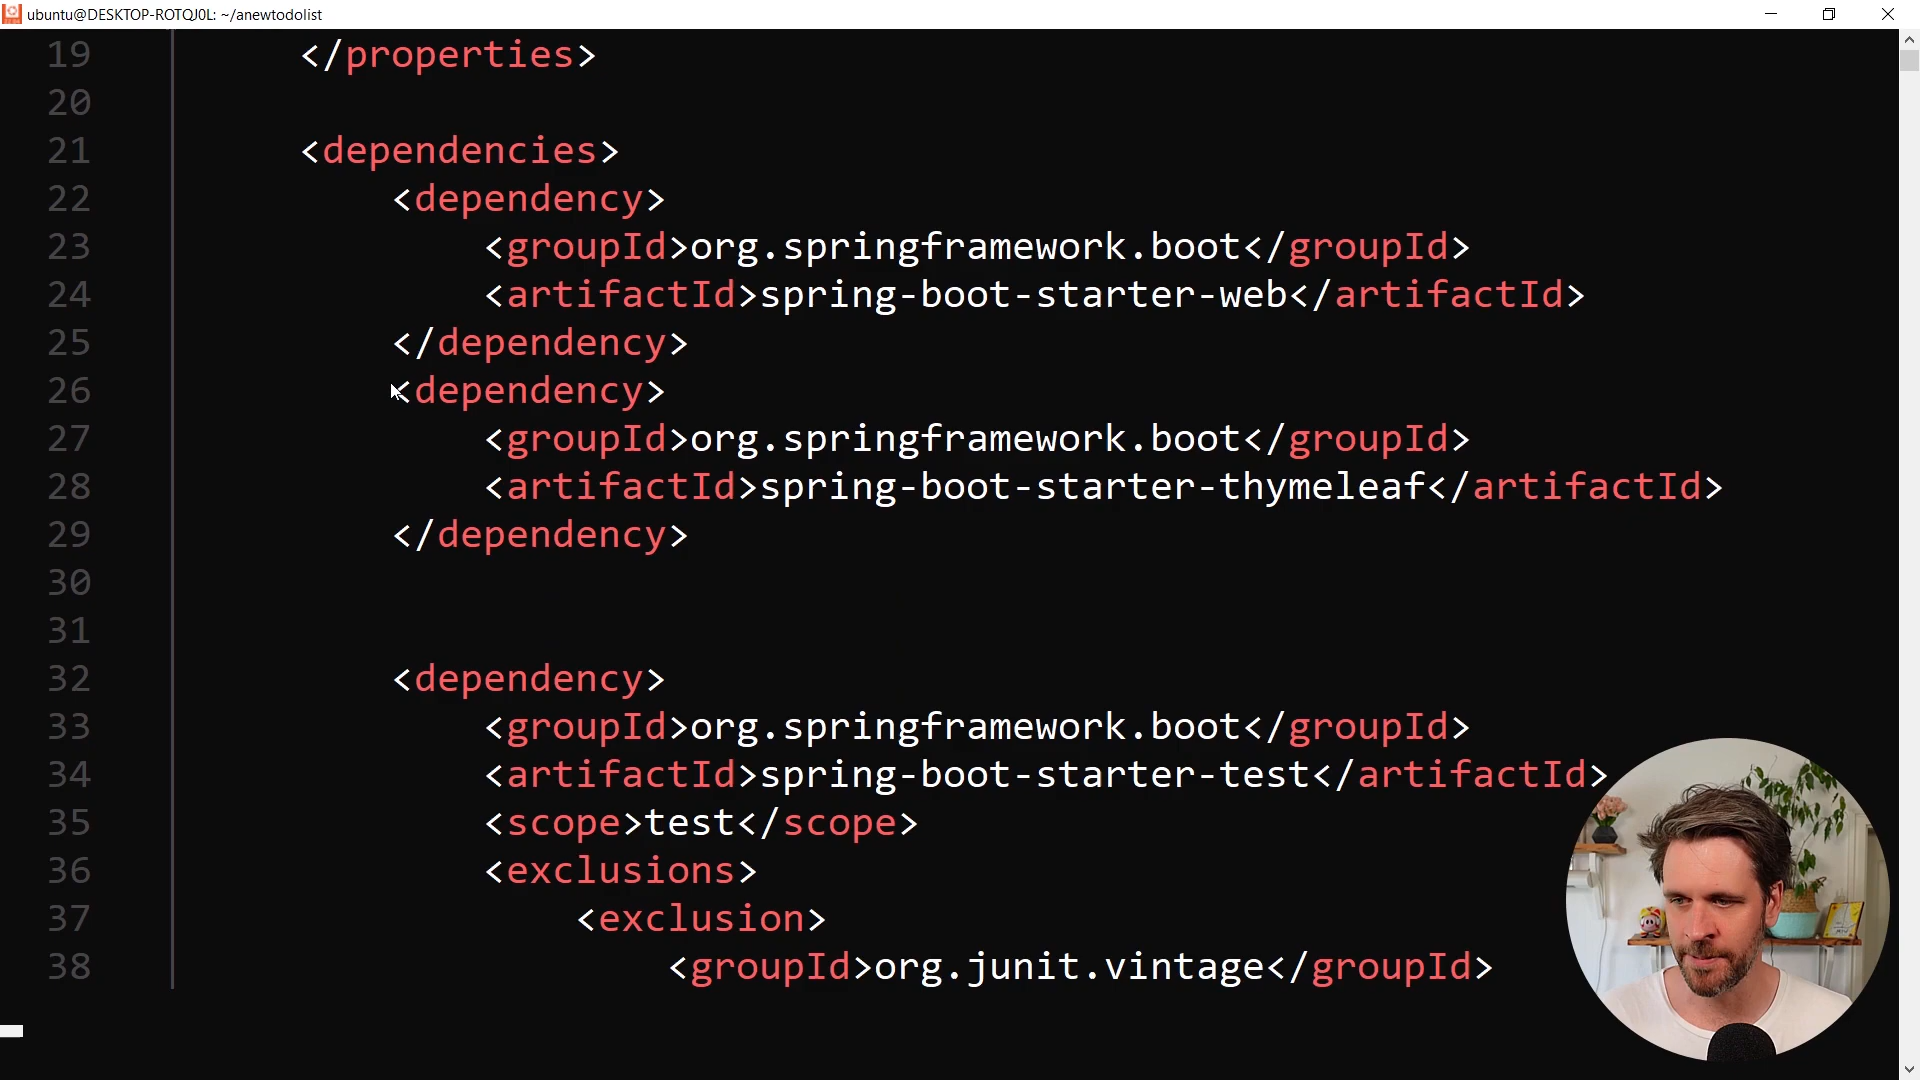 ubuntu@DESKTOP-ROTQJ0L: ~/anewtodolist
19 </properties>
20
21 <dependencies>
22 <dependency>
23 <groupId>org.springframework.boot</groupId>
24 <artifactId>spring-boot-starter-web</artifactId>
25 </dependency>
26 <dependency>
27 <groupId>org.springframework.boot</groupId>
28 <artifactId>spring-boot-starter-thymeleaf</artifactId>
29 </dependency>
30
31
32 <dependency>
33 <groupId>org.springframework.boot</groupId>
34 <artifactId>spring-boot-starter-test</artifactId>
35 <scope>test</scope>
36 <exclusions>
37 <exclusion>
38 <groupId>org.junit.vintage</groupId>